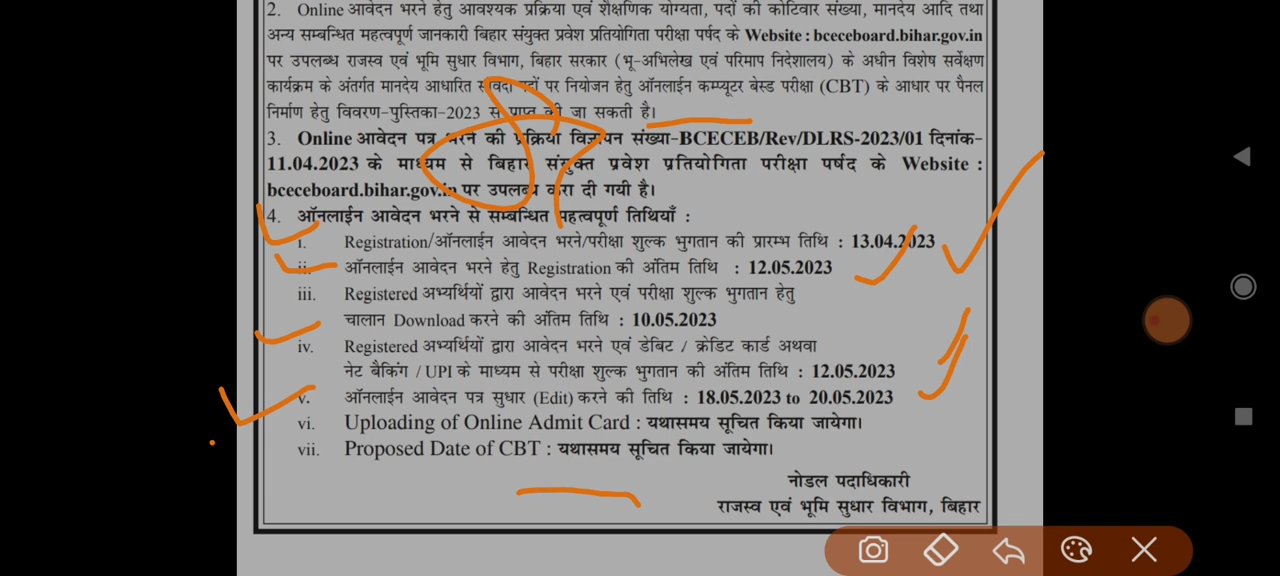 2. Online आवेदन भरने हेतु आवश्यक प्रक्रिया एवं शैक्षणिक योग्यता, पदों की कोटिवार संख्या, मानदेय आदि तथा
अन्य सम्बन्धित महत्वपूर्ण जानकारी बिहार संयुक्त प्रवेश प्रतियोगिता परीक्षा पर्षद के Website : bceceboard.bihar.gov.in
पर उपलब्ध राजस्व एवं भूमि सुधार विभाग, बिहार सरकार (भू-अभिलेख एवं परिमाप निदेशालय) के अधीन विशेष सर्वेक्षण
कार्यक्रम के अंतर्गत मानदेय आधारित संविदा पदों पर नियोजन हेतु ऑनलाईन कम्प्यूटर बेस्ड परीक्षा (CBT) के आधार पर पैनल
निर्माण हेतु विवरण-पुस्तिका-2023 से प्राप्त की जा सकती है।
3. Online आवेदन पत्र भरने की प्रक्रिया विज्ञापन संख्या-BCECEB/Rev/DLRS-2023/01 दिनांक-
11.04.2023 के माध्यम से बिहार संयुक्त प्रवेश प्रतियोगिता परीक्षा पर्षद के Website :
bceceboard.bihar.gov.in पर उपलब्ध करा दी गयी है।
4. ऑनलाईन आवेदन भरने से सम्बन्धित महत्वपूर्ण तिथियाँ :
i. Registration/ऑनलाईन आवेदन भरने/परीक्षा शुल्क भुगतान की प्रारम्भ तिथि : 13.04.2023
ii. ऑनलाईन आवेदन भरने हेतु Registration की अंतिम तिथि : 12.05.2023
iii. Registered अभ्यर्थियों द्वारा आवेदन भरने एवं परीक्षा शुल्क भुगतान हेतु
चालान Download करने की अंतिम तिथि : 10.05.2023
iv. Registered अभ्यर्थियों द्वारा आवेदन भरने एवं डेबिट / क्रेडिट कार्ड अथवा
नेट बैकिंग / UPI के माध्यम से परीक्षा शुल्क भुगतान की अंतिम तिथि : 12.05.2023
v. ऑनलाईन आवेदन पत्र सुधार (Edit) करने की तिथि : 18.05.2023 to 20.05.2023
vi. Uploading of Online Admit Card : यथासमय सूचित किया जायेगा।
vii. Proposed Date of CBT : यथासमय सूचित किया जायेगा।
नोडल पदाधिकारी
राजस्व एवं भूमि सुधार विभाग, बिहार